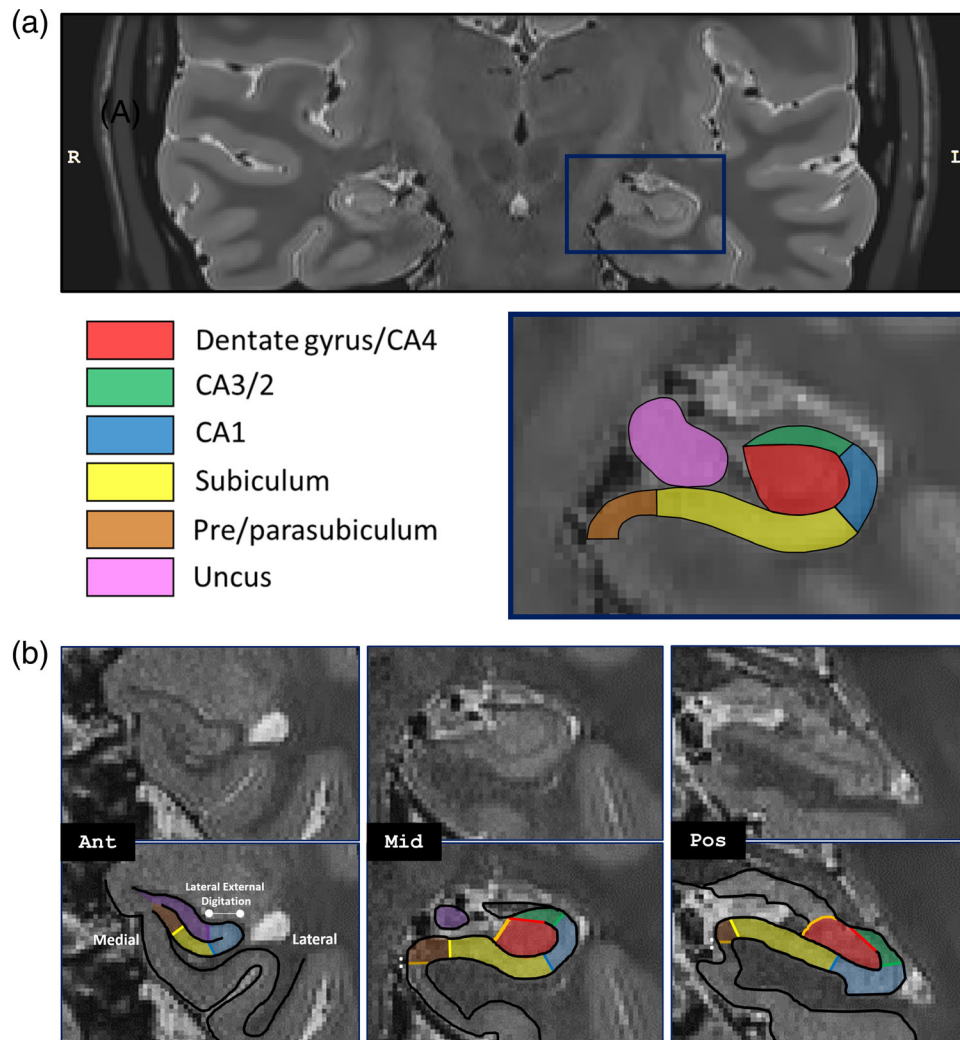 (a)
(A)
R
L
Dentate gyrus/CA4
CA3/2
CA1
Subiculum
Pre/parasubiculum
Uncus
(b)
Ant
Mid
Pos
Lateral External
Digitation
Medial
Lateral